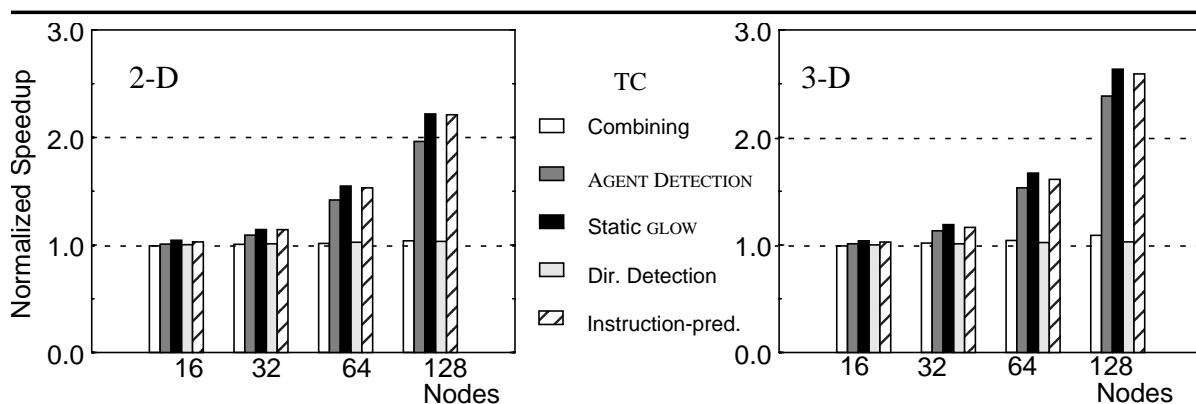 Normalized Speedup
3.0
2.0
1.0
0.0
2-D
16 32 64 128
Nodes
TC
Combining
AGENT DETECTION
Static GLOW
Dir. Detection
Instruction-pred.
3.0
2.0
1.0
0.0
3-D
16 32 64 128
Nodes